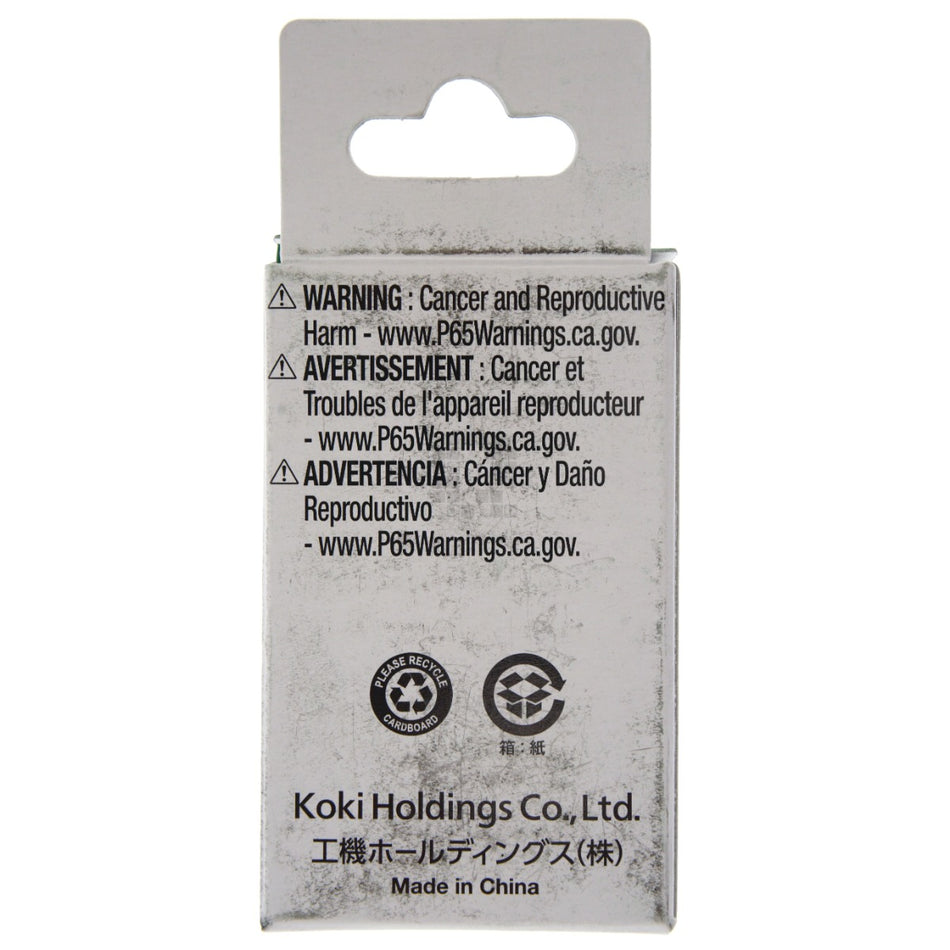 WARNING : Cancer and Reproductive
Harm - www.P65Warnings.ca.gov.
AVERTISSEMENT : Cancer et
Troubles de l'appareil reproducteur
- www.P65Warnings.ca.gov.
ADVERTENCIA : Cáncer y Daño
Reproductivo
- www.P65Warnings.ca.gov.
PLEASE RECYCLE
CARDBOARD
箱：紙
Koki Holdings Co., Ltd.
工機ホールディングス(株)
Made in China